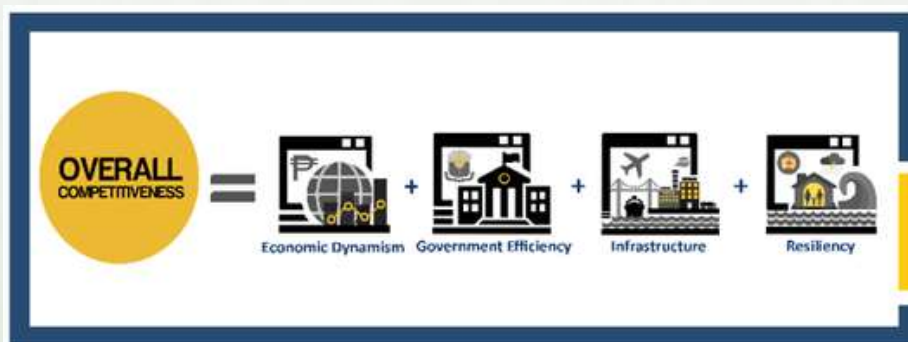 OVERALL
COMPETITIVENESS
=
₱
+
+
+
Economic Dynamism
Government Efficiency
Infrastructure
Resiliency